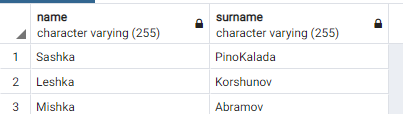 name surname
character varying (255) character varying (255)
1 Sashka PinoKalada
2 Leshka Korshunov
3 Mishka Abramov